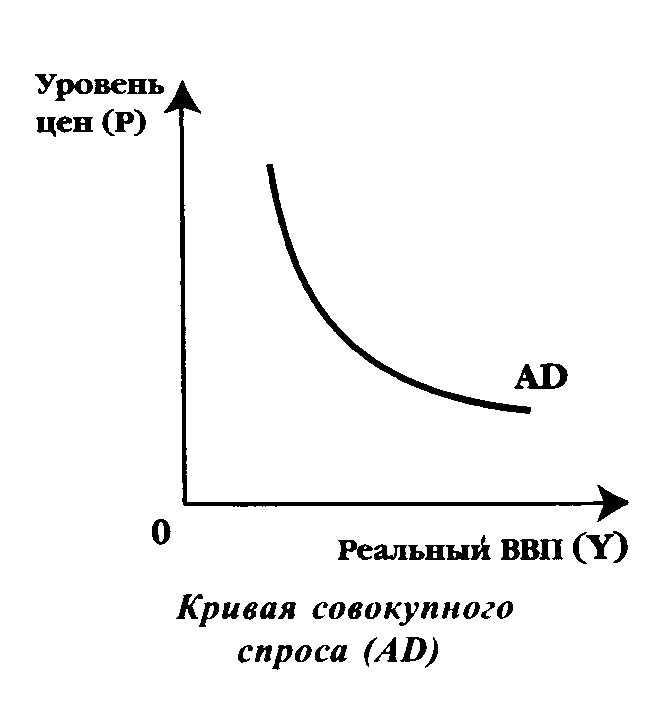 Уровень
цен (P)
AD
0
Реальный ВВП (Y)
Кривая совокупного
спроса (AD)